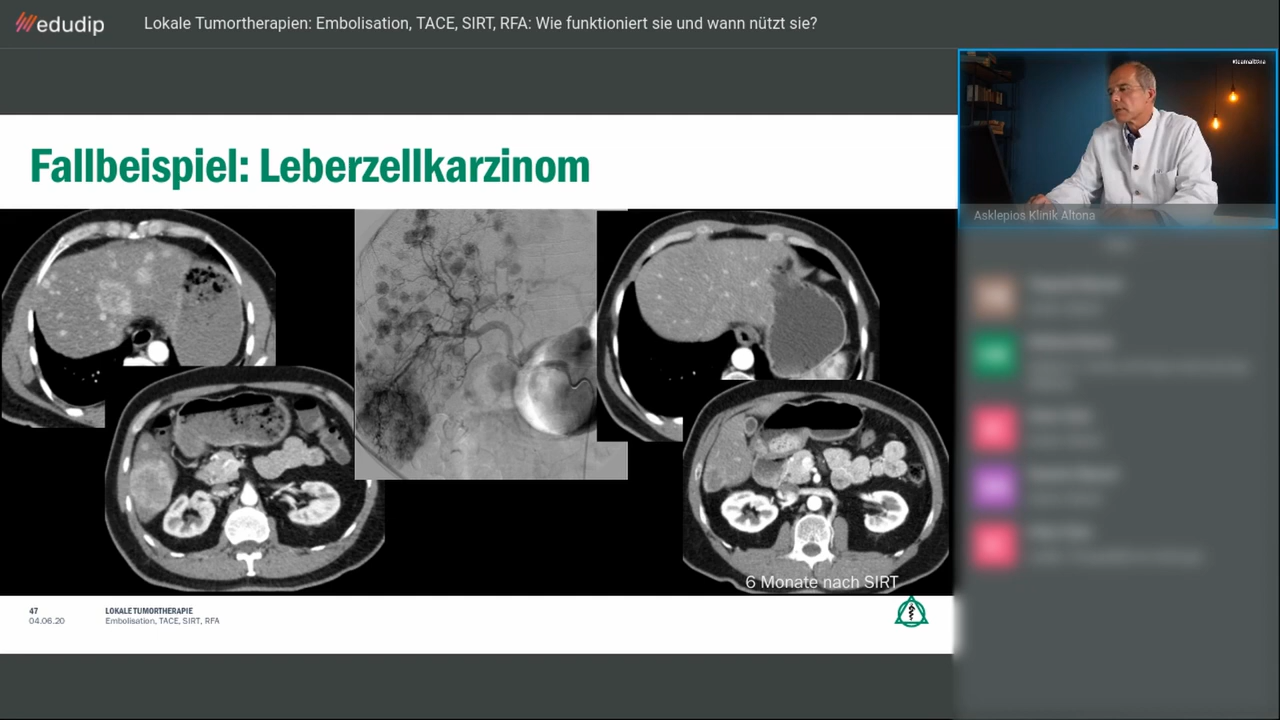 edudip
Lokale Tumortherapien: Embolisation, TACE, SIRT, RFA: Wie funktioniert sie und wann nützt sie?
Asklepios Klinik Altona
Fallbeispiel: Leberzellkarzinom
6 Monate nach SIRT
47
04.06.20
LOKALE TUMORTHERAPIE
Embolisation, TACE, SIRT, RFA